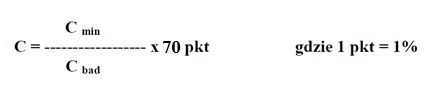 C min
C = ------------------ x 70 pkt gdzie 1 pkt = 1%
C bad